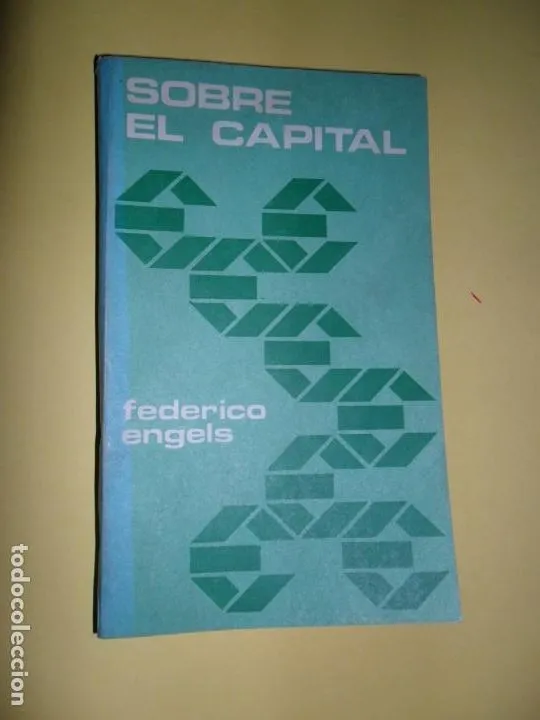 SOBRE
EL CAPITAL
federico
engels
todocoleccion